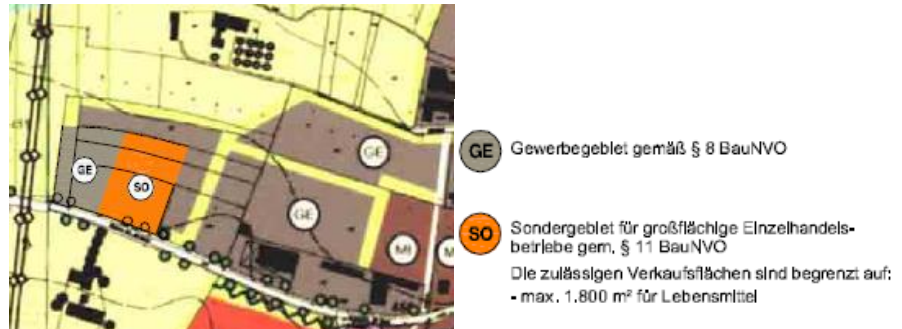 GE
GE
SO
GE
MI
M
GE Gewerbegebiet gemäß § 8 BauNVO
SO Sondergebiet für großflächige Einzelhandels-
betriebe gem. § 11 BauNVO
Die zulässigen Verkaufsflächen sind begrenzt auf:
- max. 1.800 m² für Lebensmittel